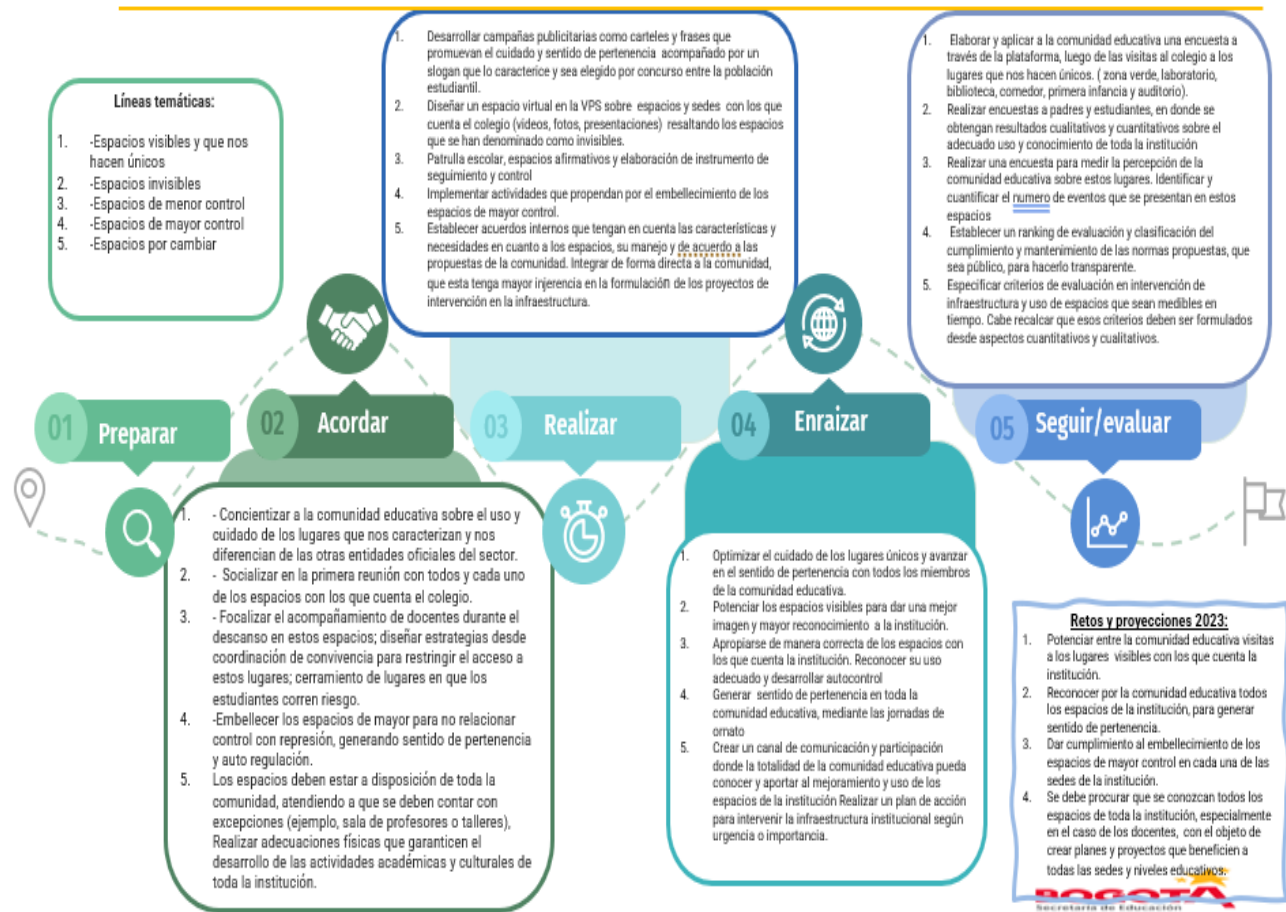 Líneas temáticas:
1. -Espacios visibles y que nos
hacen únicos
2. -Espacios invisibles
3. -Espacios de menor control
4. -Espacios de mayor control
5. -Espacios por cambiar
1. Desarrollar campañas publicitarias como carteles y frases que
promuevan el cuidado y sentido de pertenencia acompañado por un
slogan que lo caracterice y sea elegido por concurso entre la población
estudiantil.
2. Diseñar un espacio virtual en la VPS sobre espacios y sedes con los que
cuenta el colegio (videos, fotos, presentaciones) resaltando los espacios
que se han denominado como invisibles.
3. Patrulla escolar, espacios afirmativos y elaboración de instrumento de
seguimiento y control
4. Implementar actividades que propendan por el embellecimiento de los
espacios de mayor control.
5. Establecer acuerdos internos que tengan en cuenta las características y
necesidades en cuanto a los espacios, su manejo y de acuerdo a las
propuestas de la comunidad. Integrar de forma directa a la comunidad,
que esta tenga mayor injerencia en la formulación de los proyectos de
intervención en la infraestructura.
1. Elaborar y aplicar a la comunidad educativa una encuesta a
través de la plataforma, luego de las visitas al colegio a los
lugares que nos hacen únicos. ( zona verde, laboratorio,
biblioteca, comedor, primera infancia y auditorio).
2. Realizar encuestas a padres y estudiantes, en donde se
obtengan resultados cualitativos y cuantitativos sobre el
adecuado uso y conocimiento de toda la institución
3. Realizar una encuesta para medir la percepción de la
comunidad educativa sobre estos lugares. Identificar y
cuantificar el numero de eventos que se presentan en estos
espacios
4. Establecer un ranking de evaluación y clasificación del
cumplimiento y mantenimiento de las normas propuestas, que
sea público, para hacerlo transparente.
5. Especificar criterios de evaluación en intervención de
infraestructura y uso de espacios que sean medibles en
tiempo. Cabe recalcar que esos criterios deben ser formulados
desde aspectos cuantitativos y cualitativos.
01 Preparar
02 Acordar
03 Realizar
04 Enraizar
05 Seguir/evaluar
1. - Concientizar a la comunidad educativa sobre el uso y
cuidado de los lugares que nos caracterizan y nos
diferencian de las otras entidades oficiales del sector.
2. - Socializar en la primera reunión con todos y cada uno
de los espacios con los que cuenta el colegio.
3. - Focalizar el acompañamiento de docentes durante el
descanso en estos espacios; diseñar estrategias desde
coordinación de convivencia para restringir el acceso a
estos lugares; cerramiento de lugares en que los
estudiantes corren riesgo.
4. -Embellecer los espacios de mayor para no relacionar
control con represión, generando sentido de pertenencia
y auto regulación.
5. Los espacios deben estar a disposición de toda la
comunidad, atendiendo a que se deben contar con
excepciones (ejemplo, sala de profesores o talleres),
Realizar adecuaciones físicas que garanticen el
desarrollo de las actividades académicas y culturales de
toda la institución.
1. Optimizar el cuidado de los lugares únicos y avanzar
en el sentido de pertenencia con todos los miembros
de la comunidad educativa.
2. Potenciar los espacios visibles para dar una mejor
imagen y mayor reconocimiento a la institución.
3. Apropiarse de manera correcta de los espacios con
los que cuenta la institución. Reconocer su uso
adecuado y desarrollar autocontrol
4. Generar sentido de pertenencia en toda la
comunidad educativa, mediante las jornadas de
ornato
5. Crear un canal de comunicación y participación
donde la totalidad de la comunidad educativa pueda
conocer y aportar al mejoramiento y uso de los
espacios de la institución Realizar un plan de acción
para intervenir la infraestructura institucional según
urgencia o importancia.
Retos y proyecciones 2023:
1. Potenciar entre la comunidad educativa visitas
a los lugares visibles con los que cuenta la
institución.
2. Reconocer por la comunidad educativa todos
los espacios de la institución, para generar
sentido de pertenencia.
3. Dar cumplimiento al embellecimiento de los
espacios de mayor control en cada una de las
sedes de la institución.
4. Se debe procurar que se conozcan todos los
espacios de toda la institución, especialmente
en el caso de los docentes, con el objeto de
crear planes y proyectos que beneficien a
todas las sedes y niveles educativos.
BOGOTA
Secretaría de Educación